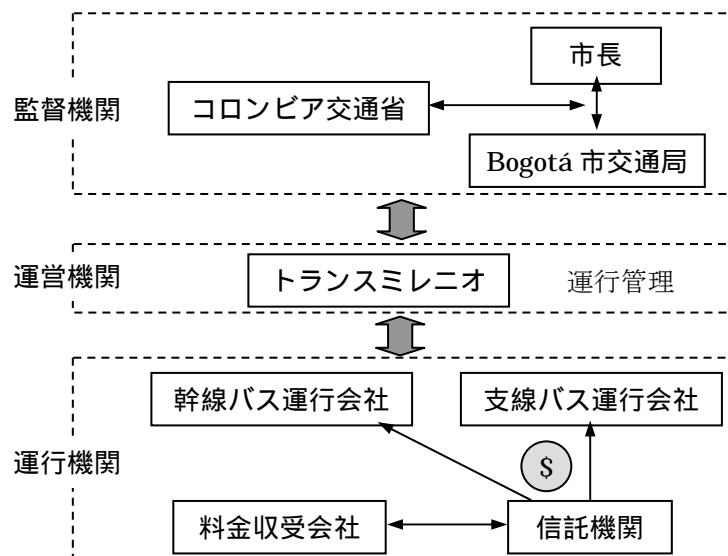 市長
監督機関
コロンビア交通省
Bogotá 市交通局
運営機関
トランスミレニオ
運行管理
幹線バス運行会社
支線バス運行会社
運行機関
$
料金収受会社
信託機関